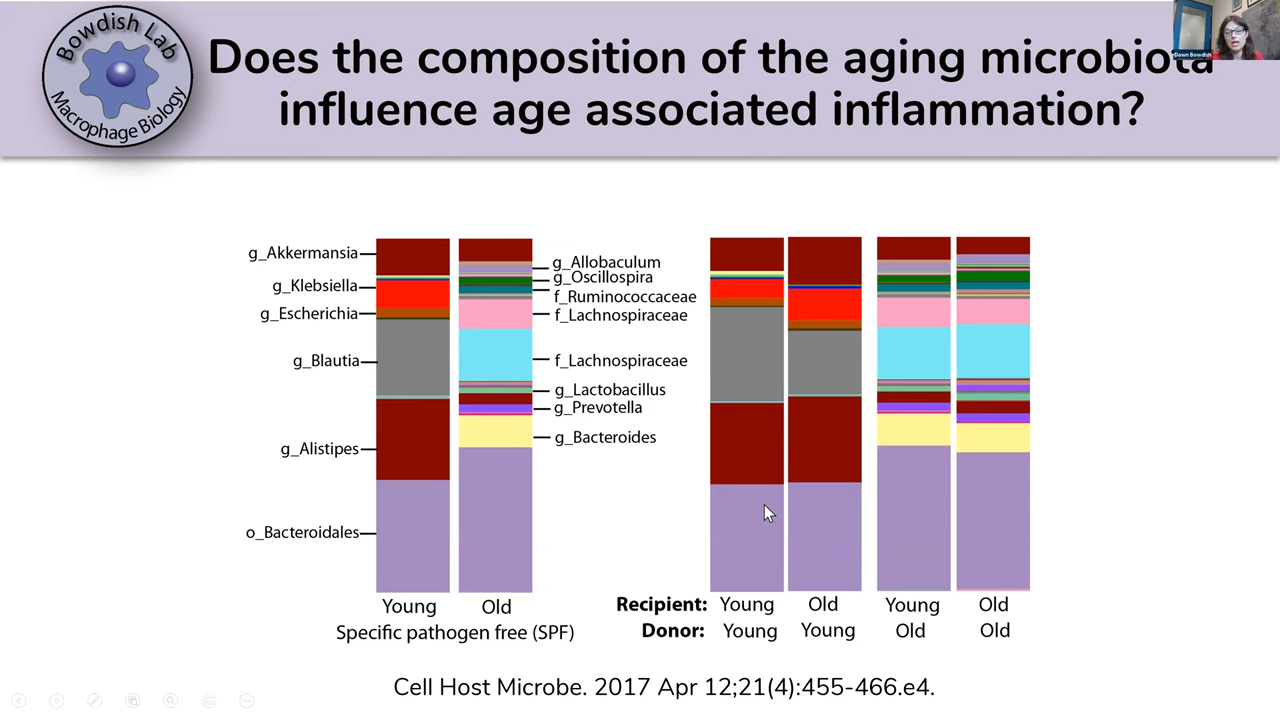 Bowdish Lab
Macrophage Biology
Does the composition of the aging microbiota
influence age associated inflammation?
Dawn Bowdish
g_Akkermansia
g_Klebsiella
g_Escherichia
g_Blautia
g_Alistipes
o_Bacteroidales
g_Allobaculum
g_Oscillospira
f_Ruminococcaceae
f_Lachnospiraceae
f_Lachnospiraceae
g_Lactobacillus
g_Prevotella
g_Bacteroides
Young Old
Specific pathogen free (SPF)
Recipient: Young Old Young Old
Donor: Young Young Old Old
Cell Host Microbe. 2017 Apr 12;21(4):455-466.e4.